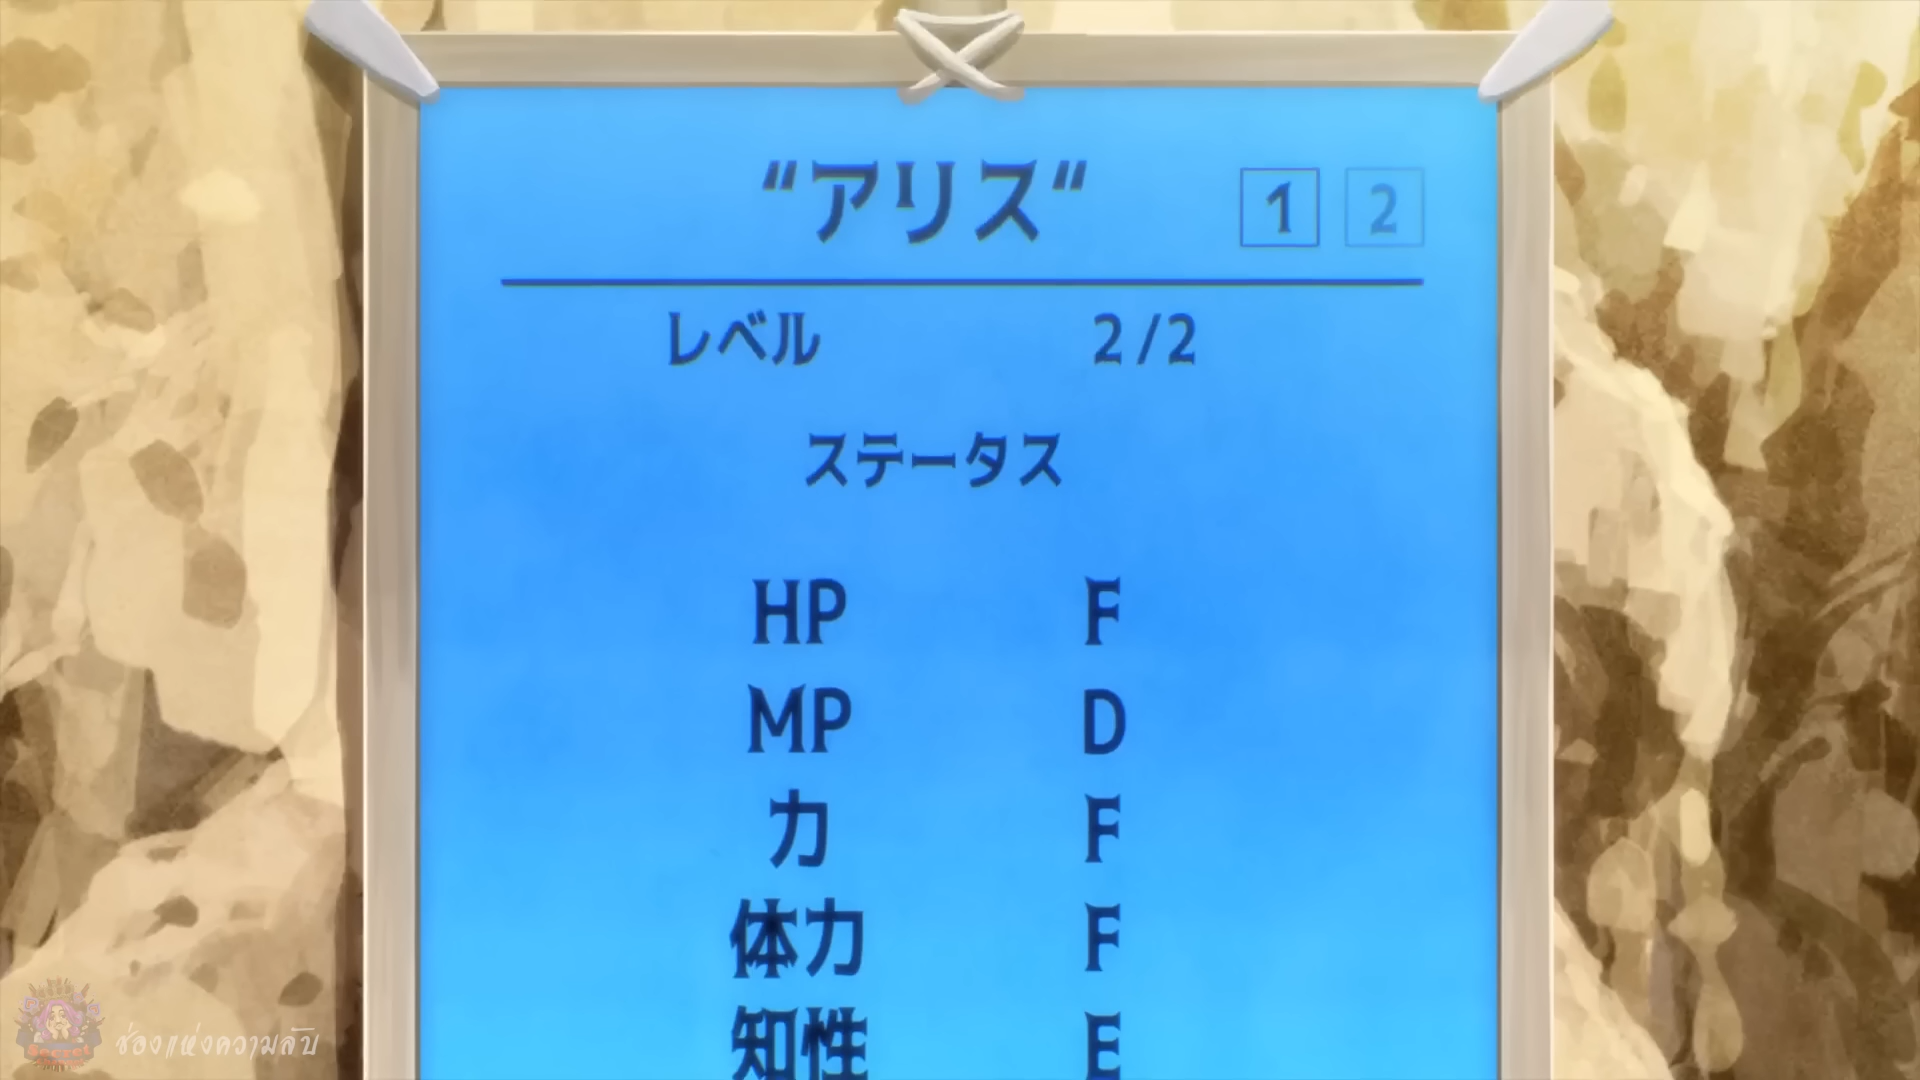 “アリス“ 1 2
レベル 2/2
ステータス
HP F
MP D
力 F
体力 F
知性 E
Secret
ช่องแห่งความลับ